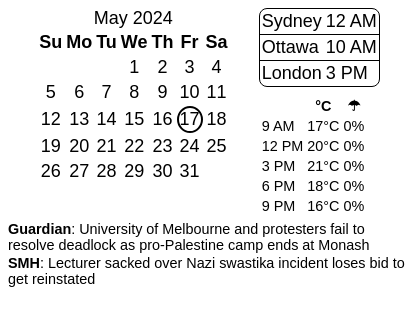 May 2024
Su Mo Tu We Th Fr Sa
1 2 3 4
5 6 7 8 9 10 11
12 13 14 15 16 17 18
19 20 21 22 23 24 25
26 27 28 29 30 31
Sydney 12 AM
Ottawa 10 AM
London 3 PM
°C ☂
9 AM 17°C 0%
12 PM 20°C 0%
3 PM 21°C 0%
6 PM 18°C 0%
9 PM 16°C 0%
Guardian: University of Melbourne and protesters fail to
resolve deadlock as pro-Palestine camp ends at Monash
SMH: Lecturer sacked over Nazi swastika incident loses bid to
get reinstated